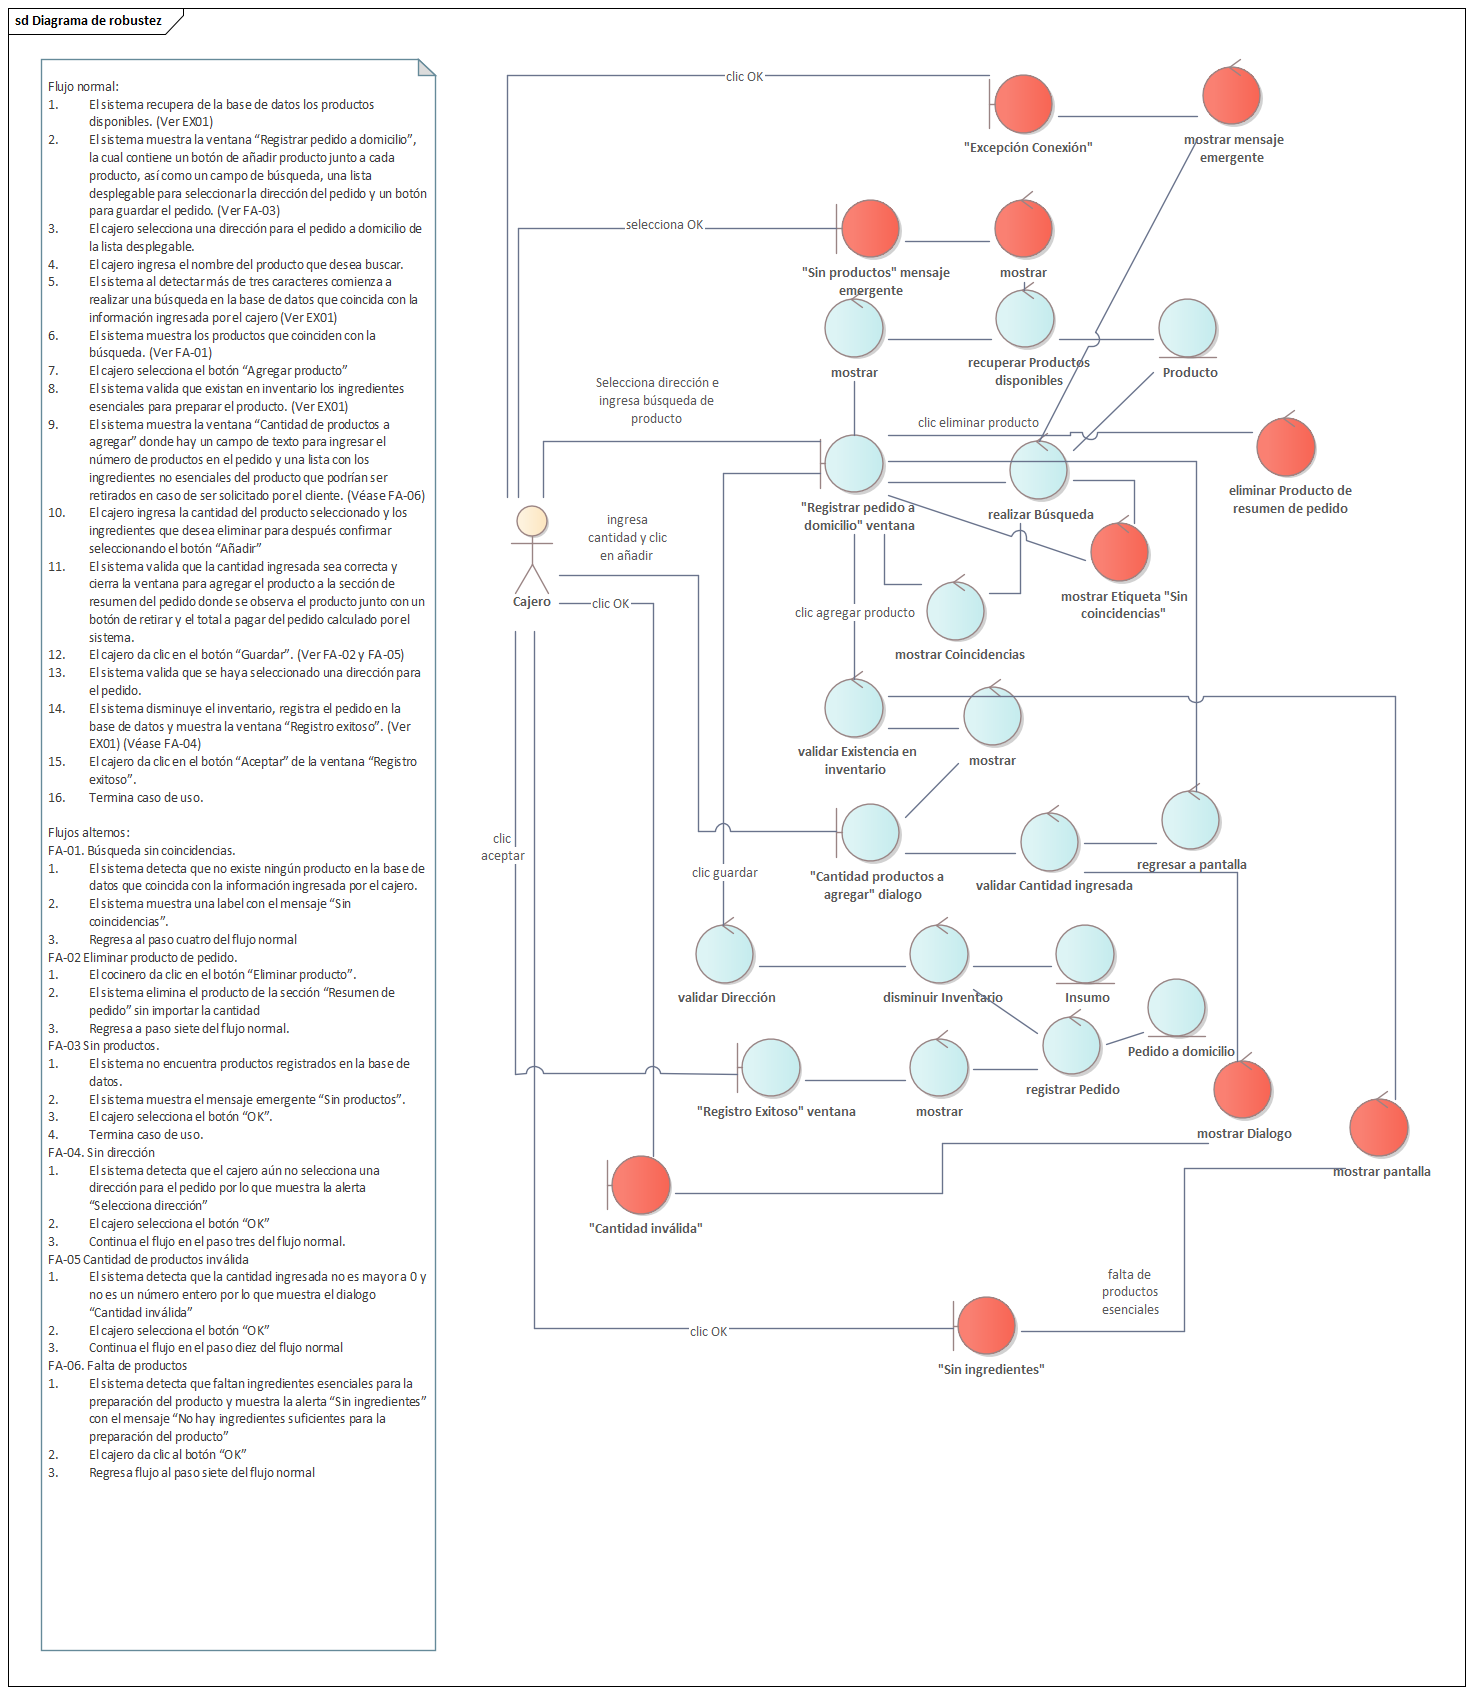 sd Diagrama de robustez
Flujo normal:
1. El sistema recupera de la base de datos los productos
disponibles. (Ver EX01)
2. El sistema muestra la ventana “Registrar pedido a domicilio”,
la cual contiene un botón de añadir producto junto a cada
producto, así como un campo de búsqueda, una lista
desplegable para seleccionar la dirección del pedido y un botón
para guardar el pedido. (Ver FA-03)
3. El cajero selecciona una dirección para el pedido a domicilio de
la lista desplegable.
4. El cajero ingresa el nombre del producto que desea buscar.
5. El sistema al detectar más de tres caracteres comienza a
realizar una búsqueda en la base de datos que coincida con la
información ingresada por el cajero (Ver EX01)
6. El sistema muestra los productos que coinciden con la
búsqueda. (Ver FA-01)
7. El cajero selecciona el botón “Agregar producto”
8. El sistema valida que existan en inventario los ingredientes
esenciales para preparar el producto. (Ver EX01)
9. El sistema muestra la ventana “Cantidad de productos a
agregar” donde hay un campo de texto para ingresar el
número de productos en el pedido y una lista con los
ingredientes no esenciales del producto que podrían ser
retirados en caso de ser solicitado por el cliente. (Véase FA-06)
10. El cajero ingresa la cantidad del producto seleccionado y los
ingredientes que desea eliminar para después confirmar
seleccionando el botón “Añadir”
11. El sistema valida que la cantidad ingresada sea correcta y
cierra la ventana para agregar el producto a la sección de
resumen del pedido donde se observa el producto junto con un
botón de retirar y el total a pagar del pedido calculado por el
sistema.
12. El cajero da clic en el botón “Guardar”. (Ver FA-02 y FA-05)
13. El sistema valida que se haya seleccionado una dirección para
el pedido.
14. El sistema disminuye el inventario, registra el pedido en la
base de datos y muestra la ventana “Registro exitoso”. (Ver
EX01) (Véase FA-04)
15. El cajero da clic en el botón “Aceptar” de la ventana “Registro
exitoso”.
16. Termina caso de uso.
Flujos alternos:
FA-01. Búsqueda sin coincidencias.
1. El sistema detecta que no existe ningún producto en la base de
datos que coincida con la información ingresada por el cajero.
2. El sistema muestra una label con el mensaje “Sin
coincidencias”.
3. Regresa al paso cuatro del flujo normal
FA-02 Eliminar producto de pedido.
1. El cocinero da clic en el botón “Eliminar producto”.
2. El sistema elimina el producto de la sección “Resumen de
pedido” sin importar la cantidad
3. Regresa a paso siete del flujo normal.
FA-03 Sin productos.
1. El sistema no encuentra productos registrados en la base de
datos.
2. El sistema muestra el mensaje emergente “Sin productos”.
3. El cajero selecciona el botón “OK”.
4. Termina caso de uso.
FA-04. Sin dirección
1. El sistema detecta que el cajero aún no selecciona una
dirección para el pedido por lo que muestra la alerta
“Selecciona dirección”
2. El cajero selecciona el botón “OK”
3. Continua el flujo en el paso tres del flujo normal.
FA-05 Cantidad de productos inválida
1. El sistema detecta que la cantidad ingresada no es mayor a 0 y
no es un número entero por lo que muestra el dialogo
“Cantidad inválida”
2. El cajero selecciona el botón “OK”
3. Continua el flujo en el paso diez del flujo normal
FA-06. Falta de productos
1. El sistema detecta que faltan ingredientes esenciales para la
preparación del producto y muestra la alerta “Sin ingredientes”
con el mensaje “No hay ingredientes suficientes para la
preparación del producto”
2. El cajero da clic al botón “OK”
3. Regresa flujo al paso siete del flujo normal
clic OK
"Excepción Conexión"
mostrar mensaje
emergente
selecciona OK
"Sin productos" mensaje
emergente
mostrar
mostrar
recuperar Productos
disponibles
Producto
Selecciona dirección e
ingresa búsqueda de
producto
clic eliminar producto
eliminar Producto de
resumen de pedido
"Registrar pedido a
domicilio" ventana
realizar Búsqueda
ingresa
cantidad y clic
en añadir
Cajero
clic OK
mostrar Etiqueta "Sin
coincidencias"
clic agregar producto
mostrar Coincidencias
validar Existencia en
inventario
mostrar
clic
aceptar
clic guardar
"Cantidad productos a
agregar" dialogo
validar Cantidad ingresada
regresar a pantalla
validar Dirección
disminuir Inventario
Insumo
Pedido a domicilio
registrar Pedido
"Registro Exitoso" ventana
mostrar
mostrar Dialogo
mostrar pantalla
"Cantidad inválida"
falta de
productos
esenciales
clic OK
"Sin ingredientes"